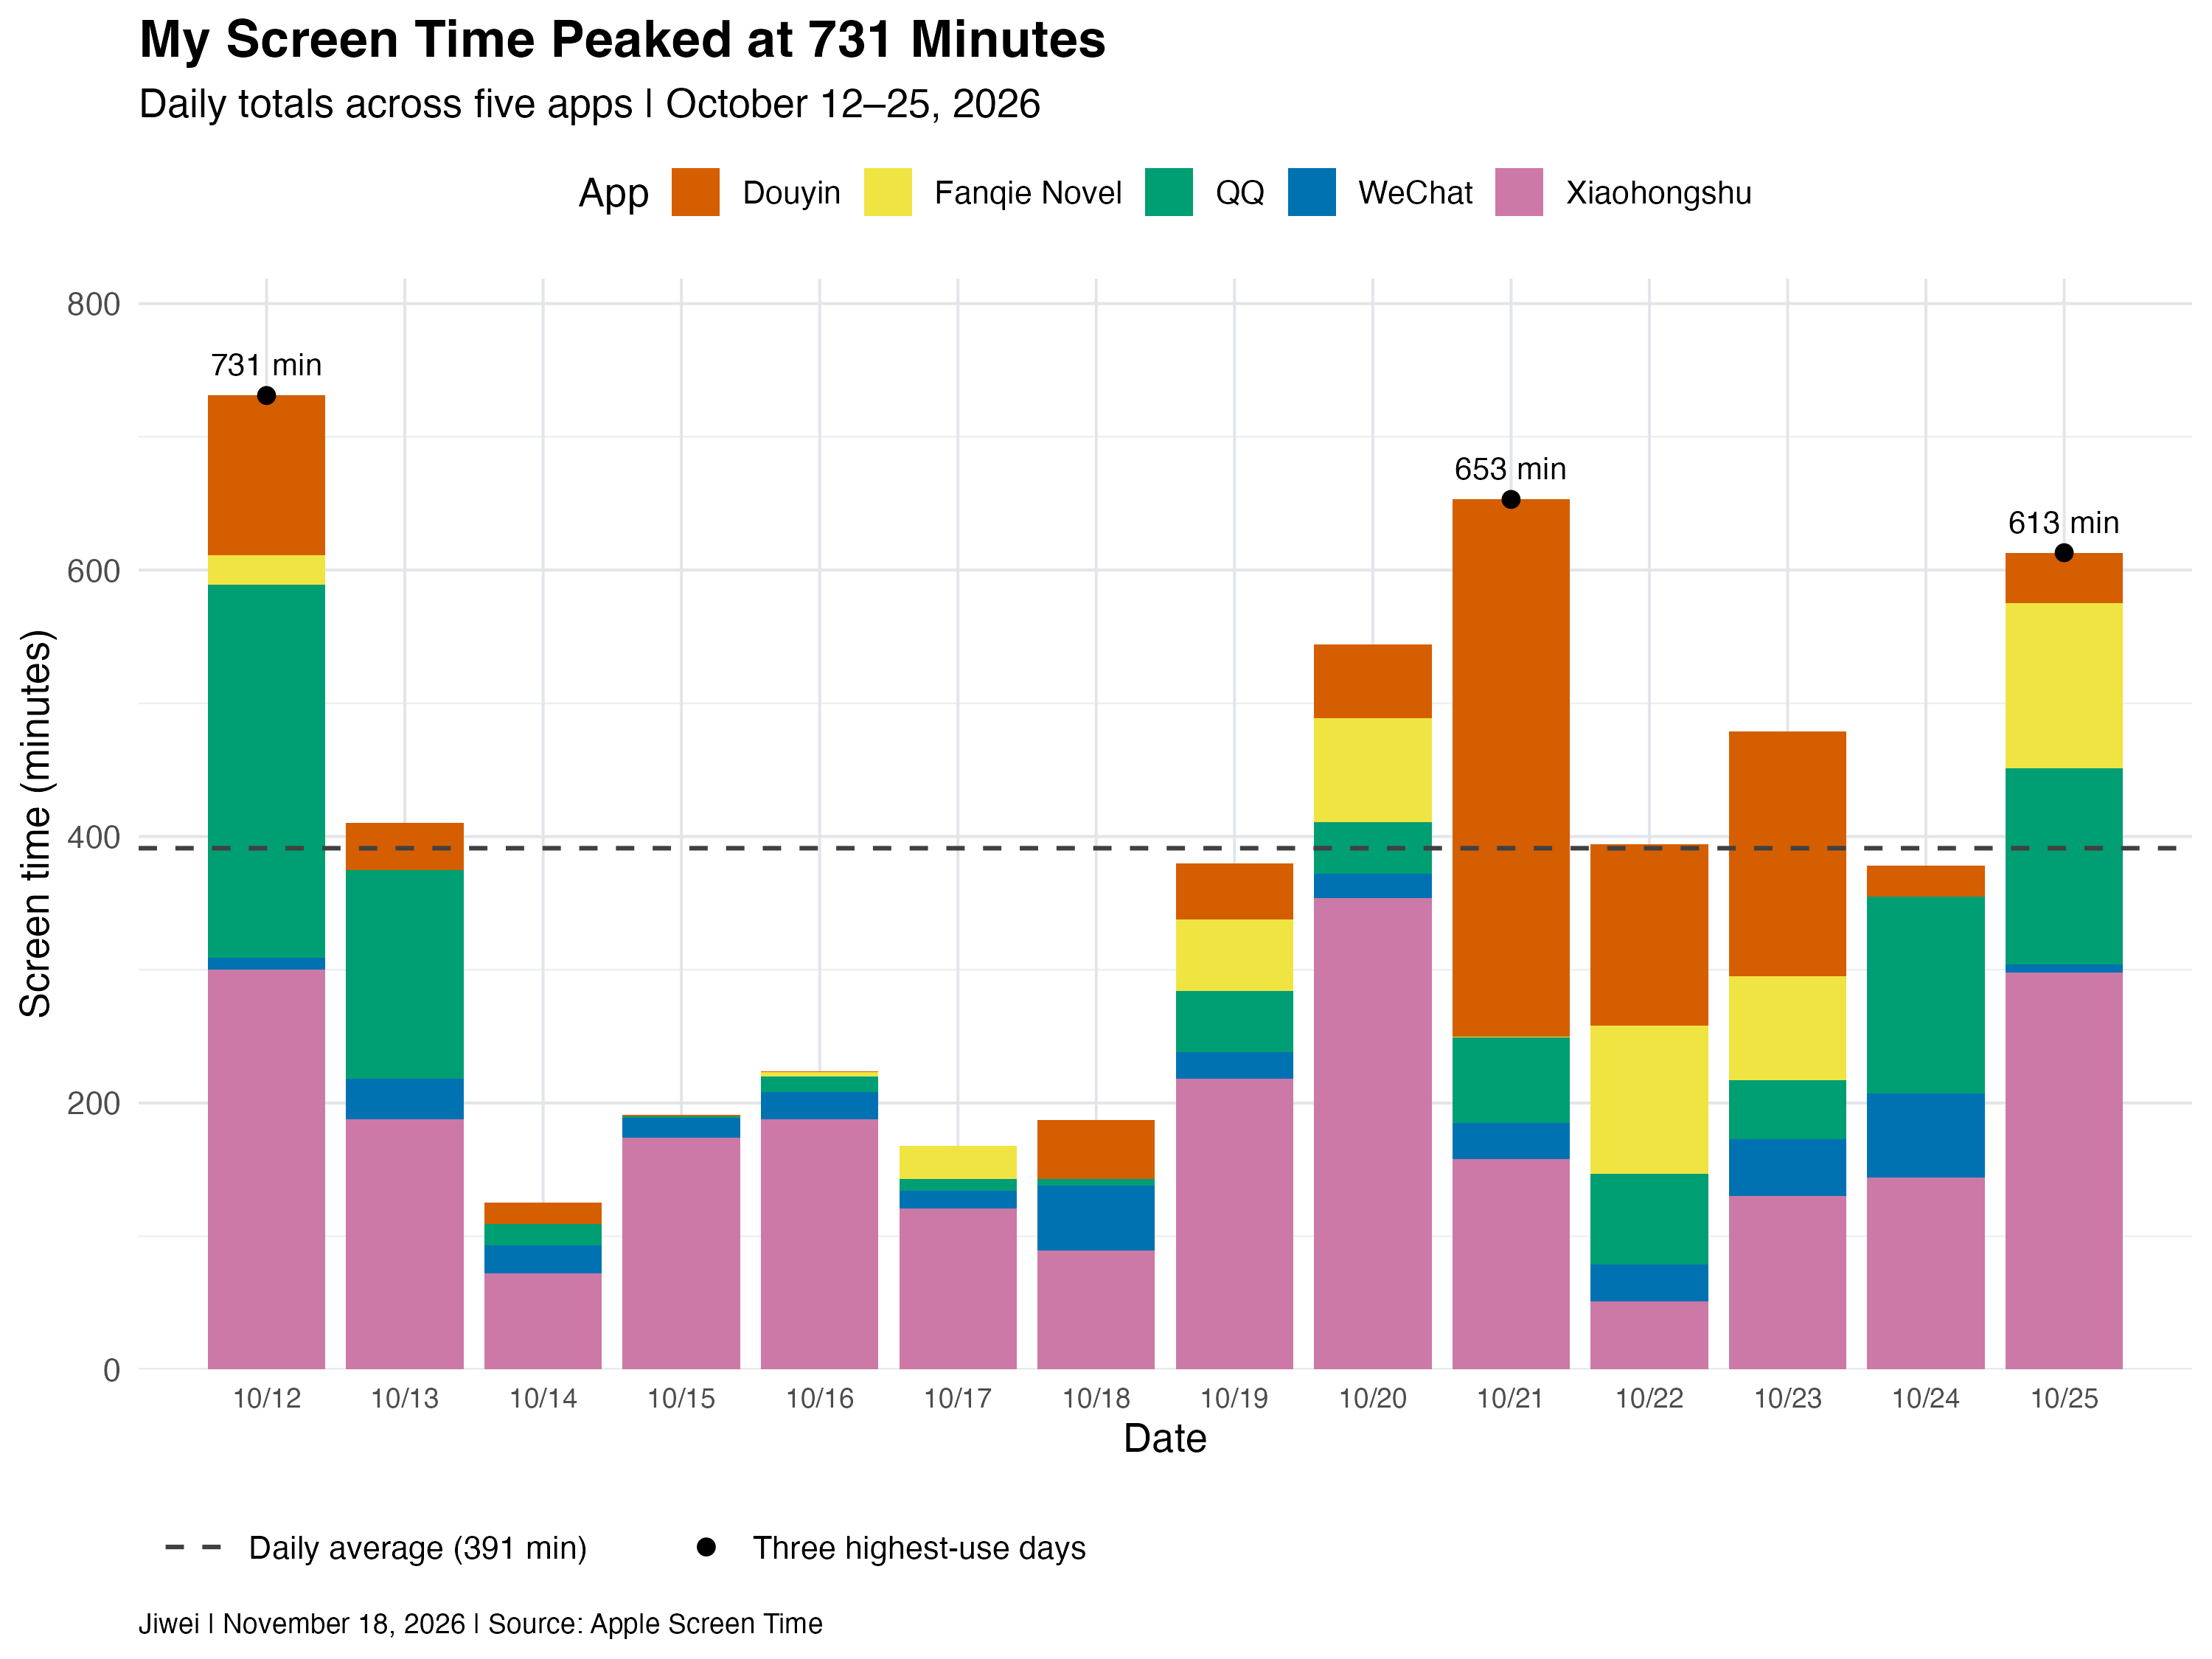 My Screen Time Peaked at 731 Minutes
Daily totals across five apps | October 12–25, 2026
App Douyin Fanqie Novel QQ WeChat Xiaohongshu
800
731 min
653 min
613 min
600
400
200
0
Screen time (minutes)
10/12 10/13 10/14 10/15 10/16 10/17 10/18 10/19 10/20 10/21 10/22 10/23 10/24 10/25
Date
Daily average (391 min) Three highest-use days
Jiwei | November 18, 2026 | Source: Apple Screen Time